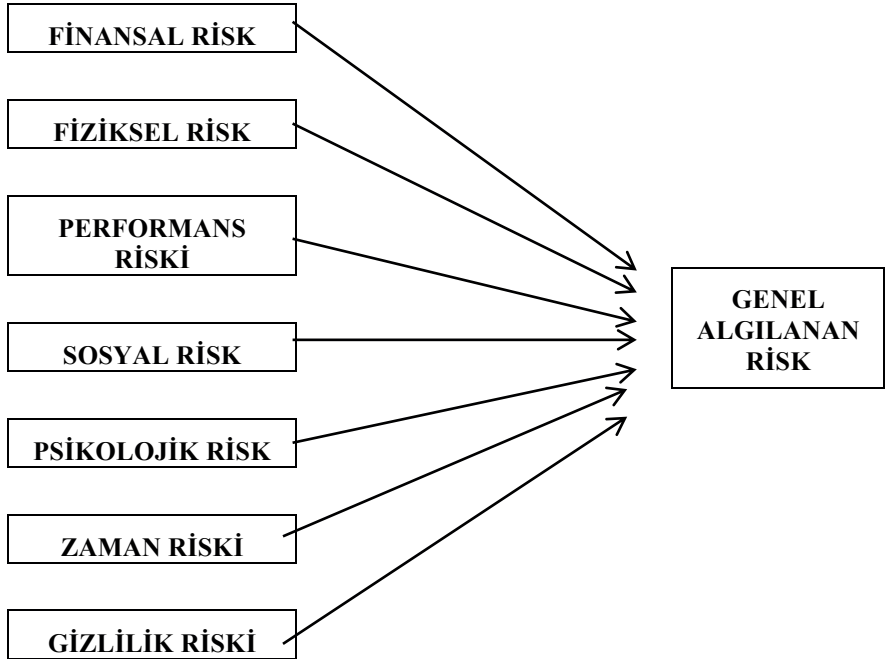 FİNANSAL RİSK
FİZİKSEL RİSK
PERFORMANS
RİSKİ
SOSYAL RİSK
PSİKOLOJİK RİSK
ZAMAN RİSKİ
GİZLİLİK RİSKİ
GENEL
ALGILANAN
RİSK